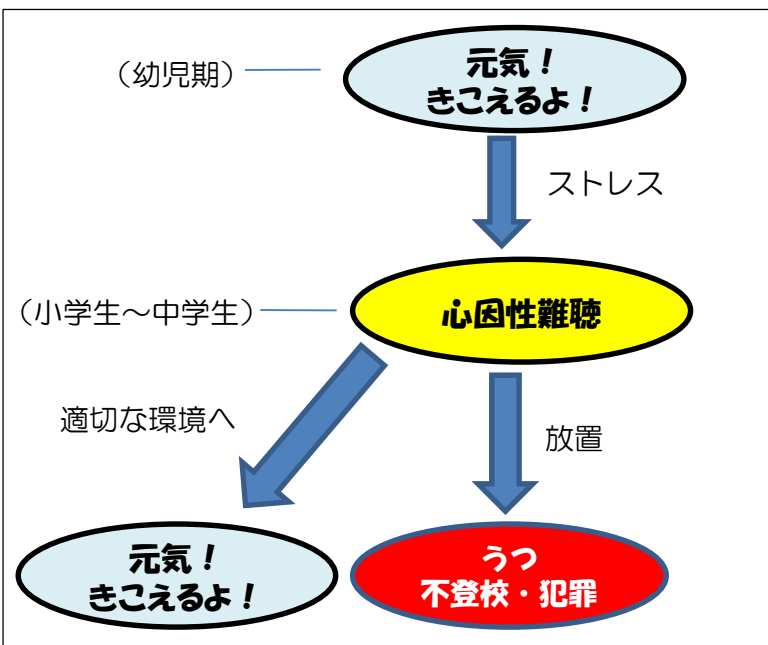 （幼児期）
元気！
きこえるよ！
ストレス
（小学生～中学生）
心因性難聴
適切な環境へ
放置
元気！
きこえるよ！
うつ
不登校・犯罪